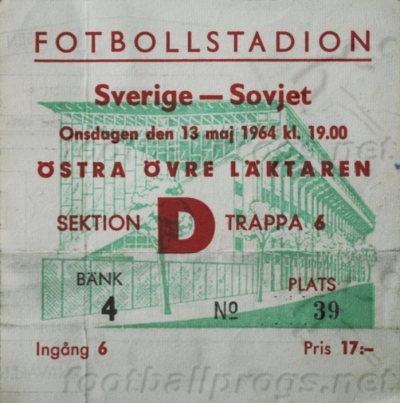 FOTBOLLSTADION
Sverige — Sovjet
Onsdagen den 13 maj 1964 kl. 19.00
ÖSTRA ÖVRE LÄKTAREN
SEKTION D TRAPPA 6
BÄNK PLATS
4 No 39
Ingång 6 Pris 17:–
footballprogs.net